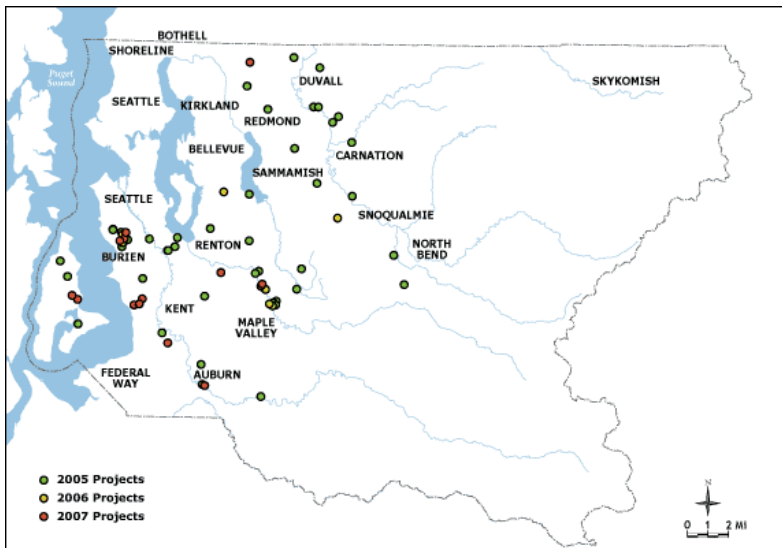 BOTHELL
SHORELINE
Puget
Sound
DUVALL
SKYKOMISH
SEATTLE
KIRKLAND
REDMOND
BELLEVUE
CARNATION
SAMMAMISH
SEATTLE
SNOQUALMIE
RENTON
NORTH
BEND
BURIEN
KENT
MAPLE
VALLEY
FEDERAL
WAY
AUBURN
2005 Projects
2006 Projects
2007 Projects
N
0 1 2 MI